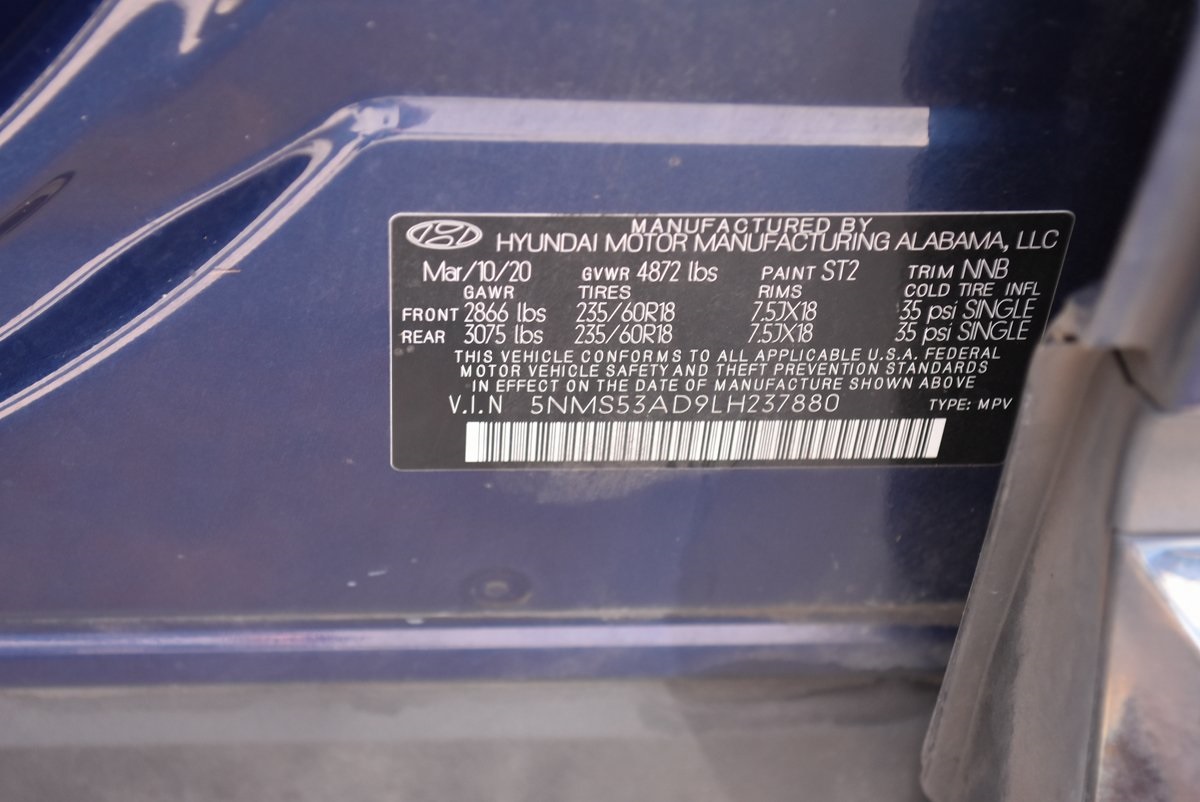 MANUFACTURED BY
HYUNDAI MOTOR MANUFACTURING ALABAMA, LLC
Mar/10/20 GVWR 4872 lbs PAINT ST2 TRIM NNB
GAWR TIRES RIMS COLD TIRE INFL
FRONT 2866 lbs 235/60R18 7.5JX18 35 psi SINGLE
REAR 3075 lbs 235/60R18 7.5JX18 35 psi SINGLE
THIS VEHICLE CONFORMS TO ALL APPLICABLE U.S.A. FEDERAL
MOTOR VEHICLE SAFETY AND THEFT PREVENTION STANDARDS
IN EFFECT ON THE DATE OF MANUFACTURE SHOWN ABOVE
V.I.N 5NMS53AD9LH237880 TYPE: MPV